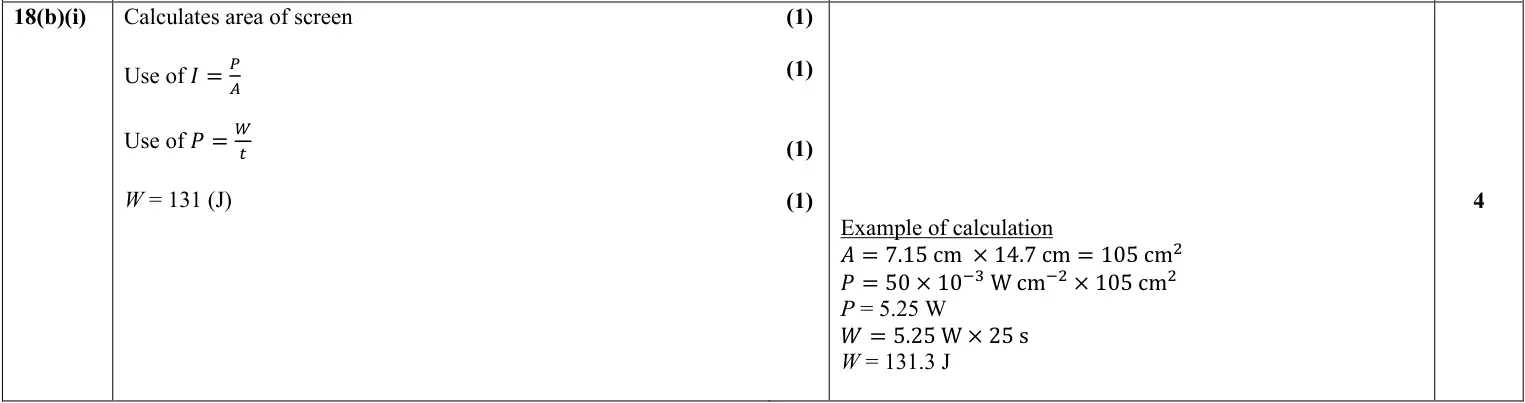 18(b)(i) Calculates area of screen (1)
Use of I = P/A (1)
Use of P = W/t (1)
W = 131 (J) (1) 4
Example of calculation
A = 7.15 cm × 14.7 cm = 105 cm²
P = 50 × 10⁻³ W cm⁻² × 105 cm²
P = 5.25 W
W = 5.25 W × 25 s
W = 131.3 J